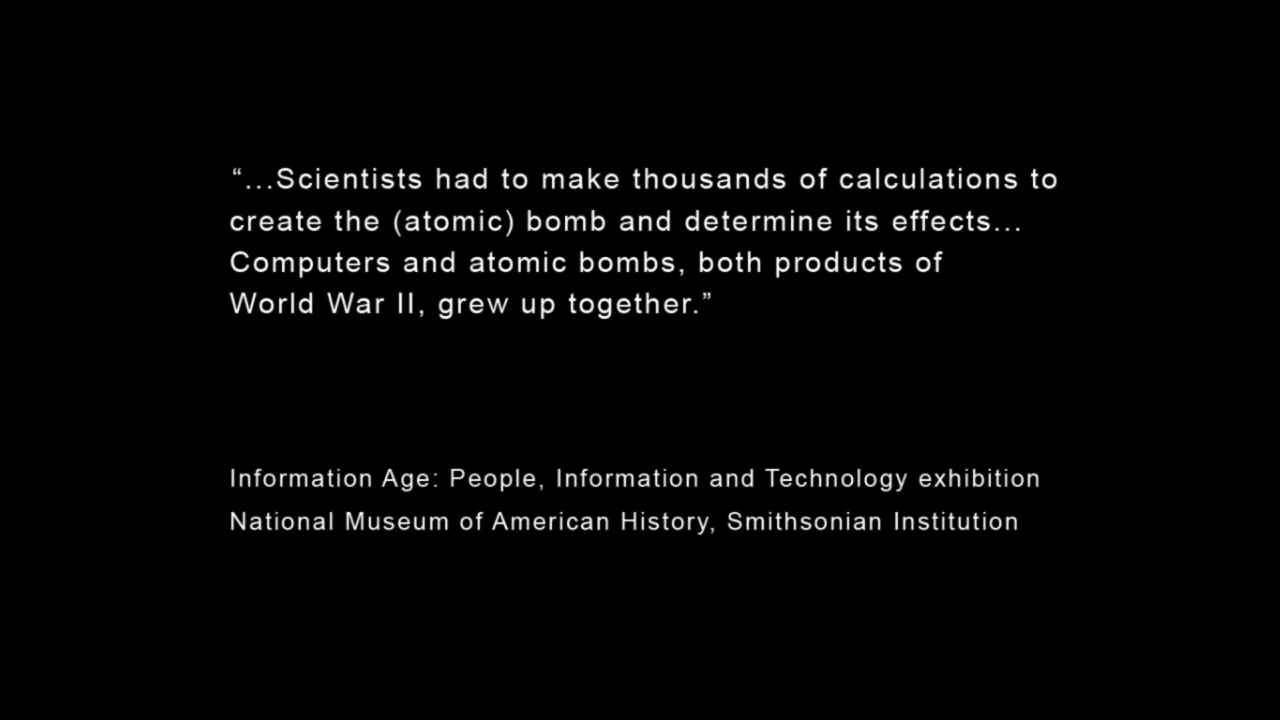 “...Scientists had to make thousands of calculations to
create the (atomic) bomb and determine its effects...
Computers and atomic bombs, both products of
World War II, grew up together.”
Information Age: People, Information and Technology exhibition
National Museum of American History, Smithsonian Institution